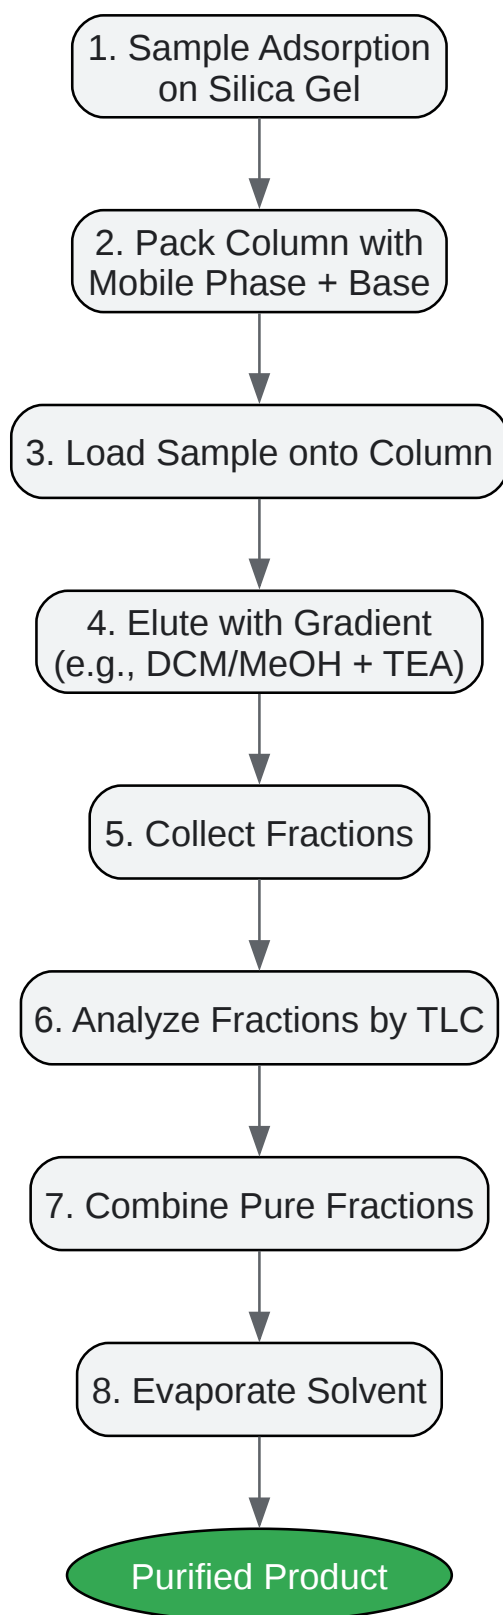 1. Sample Adsorption
on Silica Gel
2. Pack Column with
Mobile Phase + Base
3. Load Sample onto Column
4. Elute with Gradient
(e.g., DCM/MeOH + TEA)
5. Collect Fractions
6. Analyze Fractions by TLC
7. Combine Pure Fractions
8. Evaporate Solvent
Purified Product